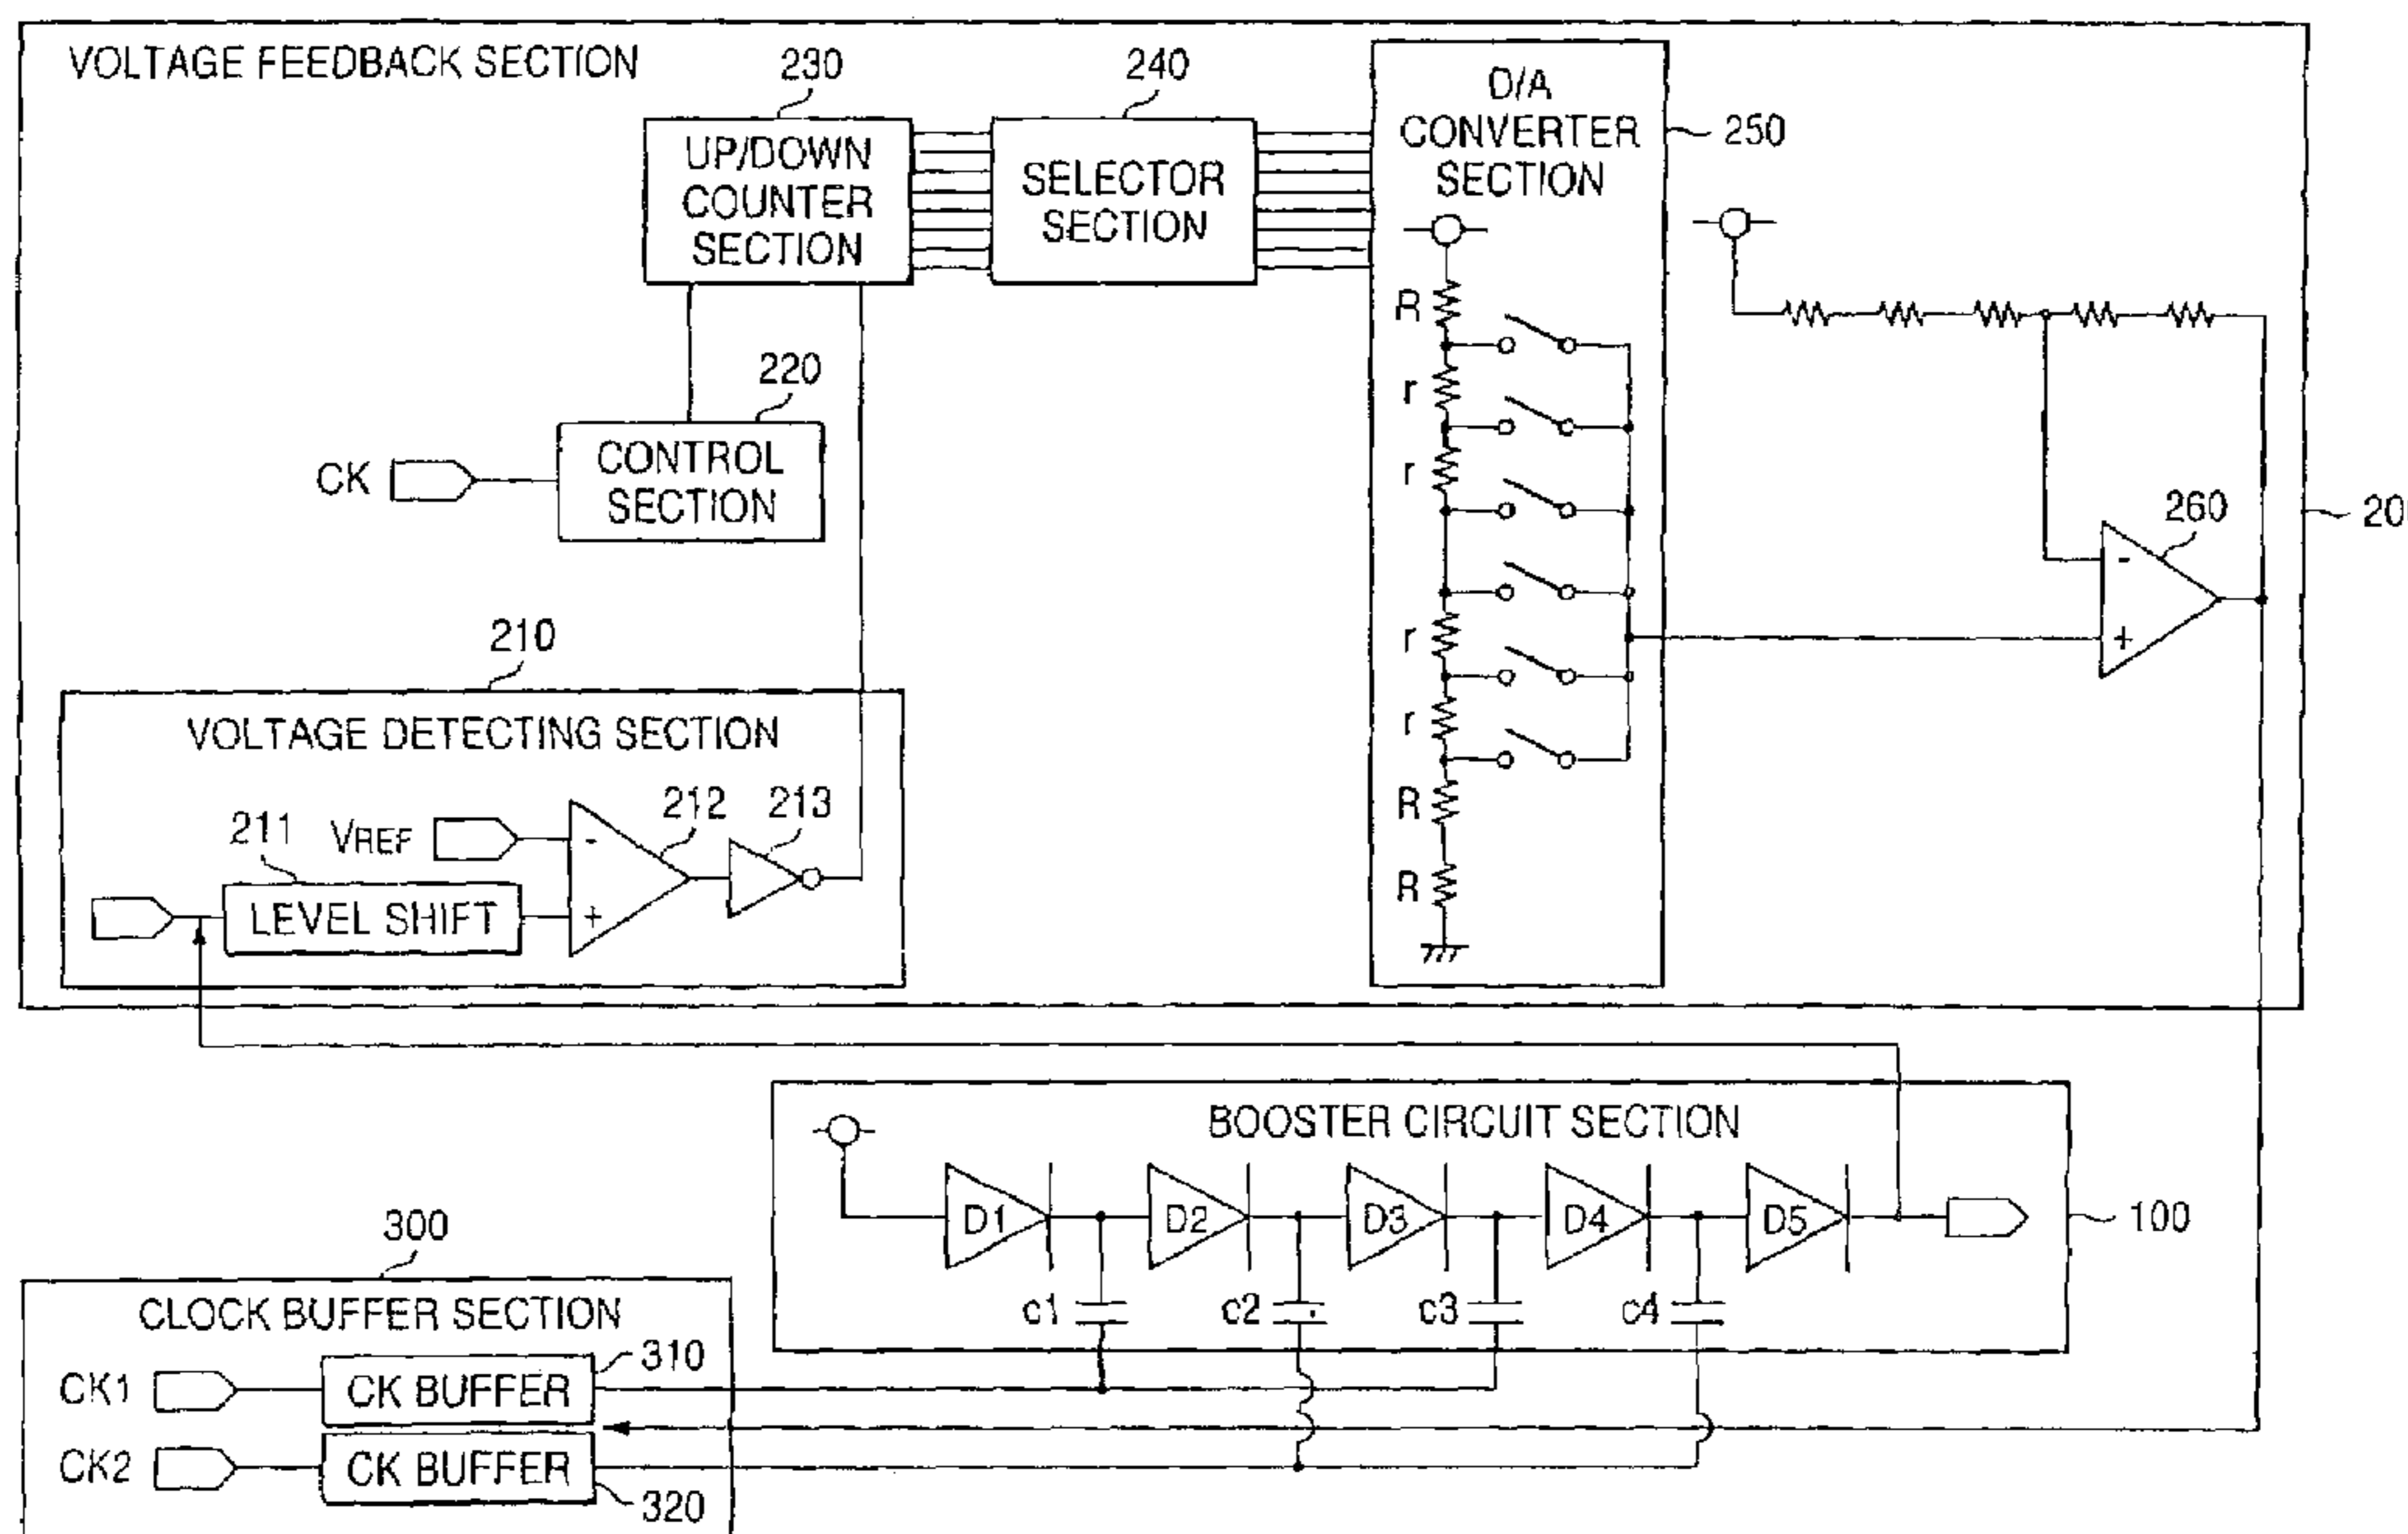 VOLTAGE FEEDBACK SECTION
230
240
D/A
CONVERTER
SECTION
250
UP/DOWN
COUNTER
SECTION
SELECTOR
SECTION
R
r
r
r
r
R
R
220
CK
CONTROL
SECTION
260
-
+
20
210
VOLTAGE DETECTING SECTION
211
VREF
212
213
-
+
LEVEL SHIFT
BOOSTER CIRCUIT SECTION
D1
D2
D3
D4
D5
100
c1
c2
c3
c4
300
CLOCK BUFFER SECTION
CK1
CK BUFFER
310
CK2
CK BUFFER
320